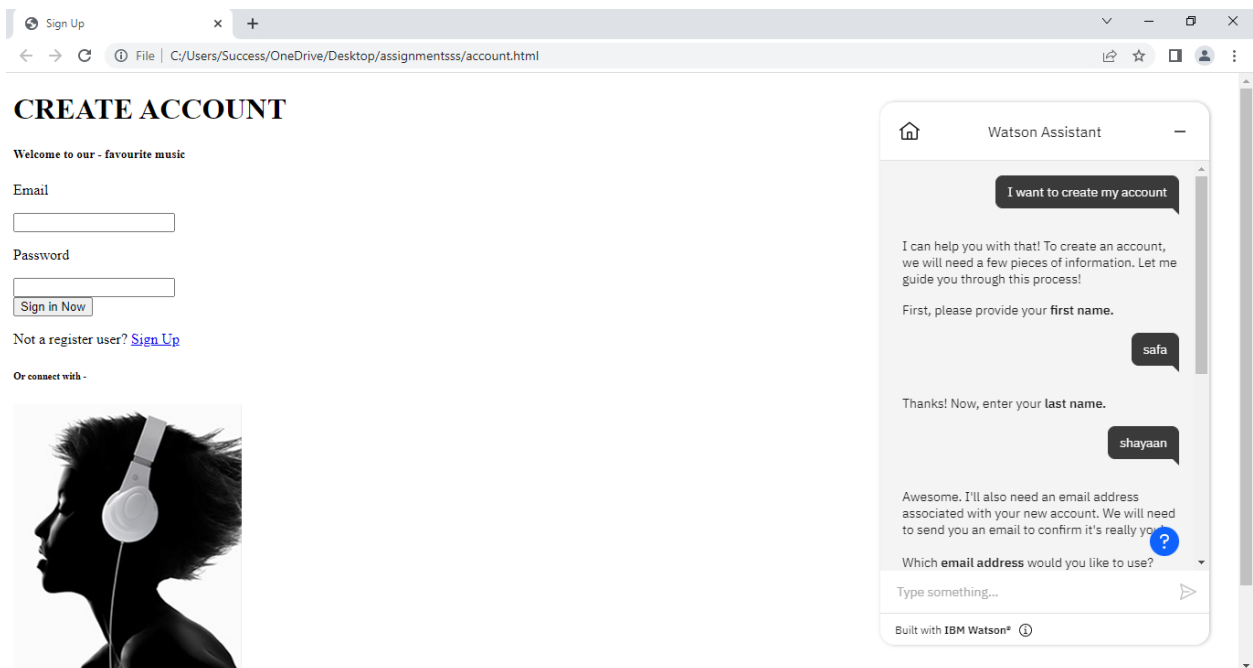 Sign Up
File
C:/Users/Success/OneDrive/Desktop/assignmentsss/account.html
CREATE ACCOUNT
Welcome to our - favourite music
Email
Password
Sign in Now
Not a register user? Sign Up
Or connect with -
Watson Assistant
I want to create my account
I can help you with that! To create an account,
we will need a few pieces of information. Let me
guide you through this process!
First, please provide your first name.
safa
Thanks! Now, enter your last name.
shayaan
Awesome. I'll also need an email address
associated with your new account. We will need
to send you an email to confirm it's really
?
Which email address would you like to use?
Type something...
Built with IBM Watson®